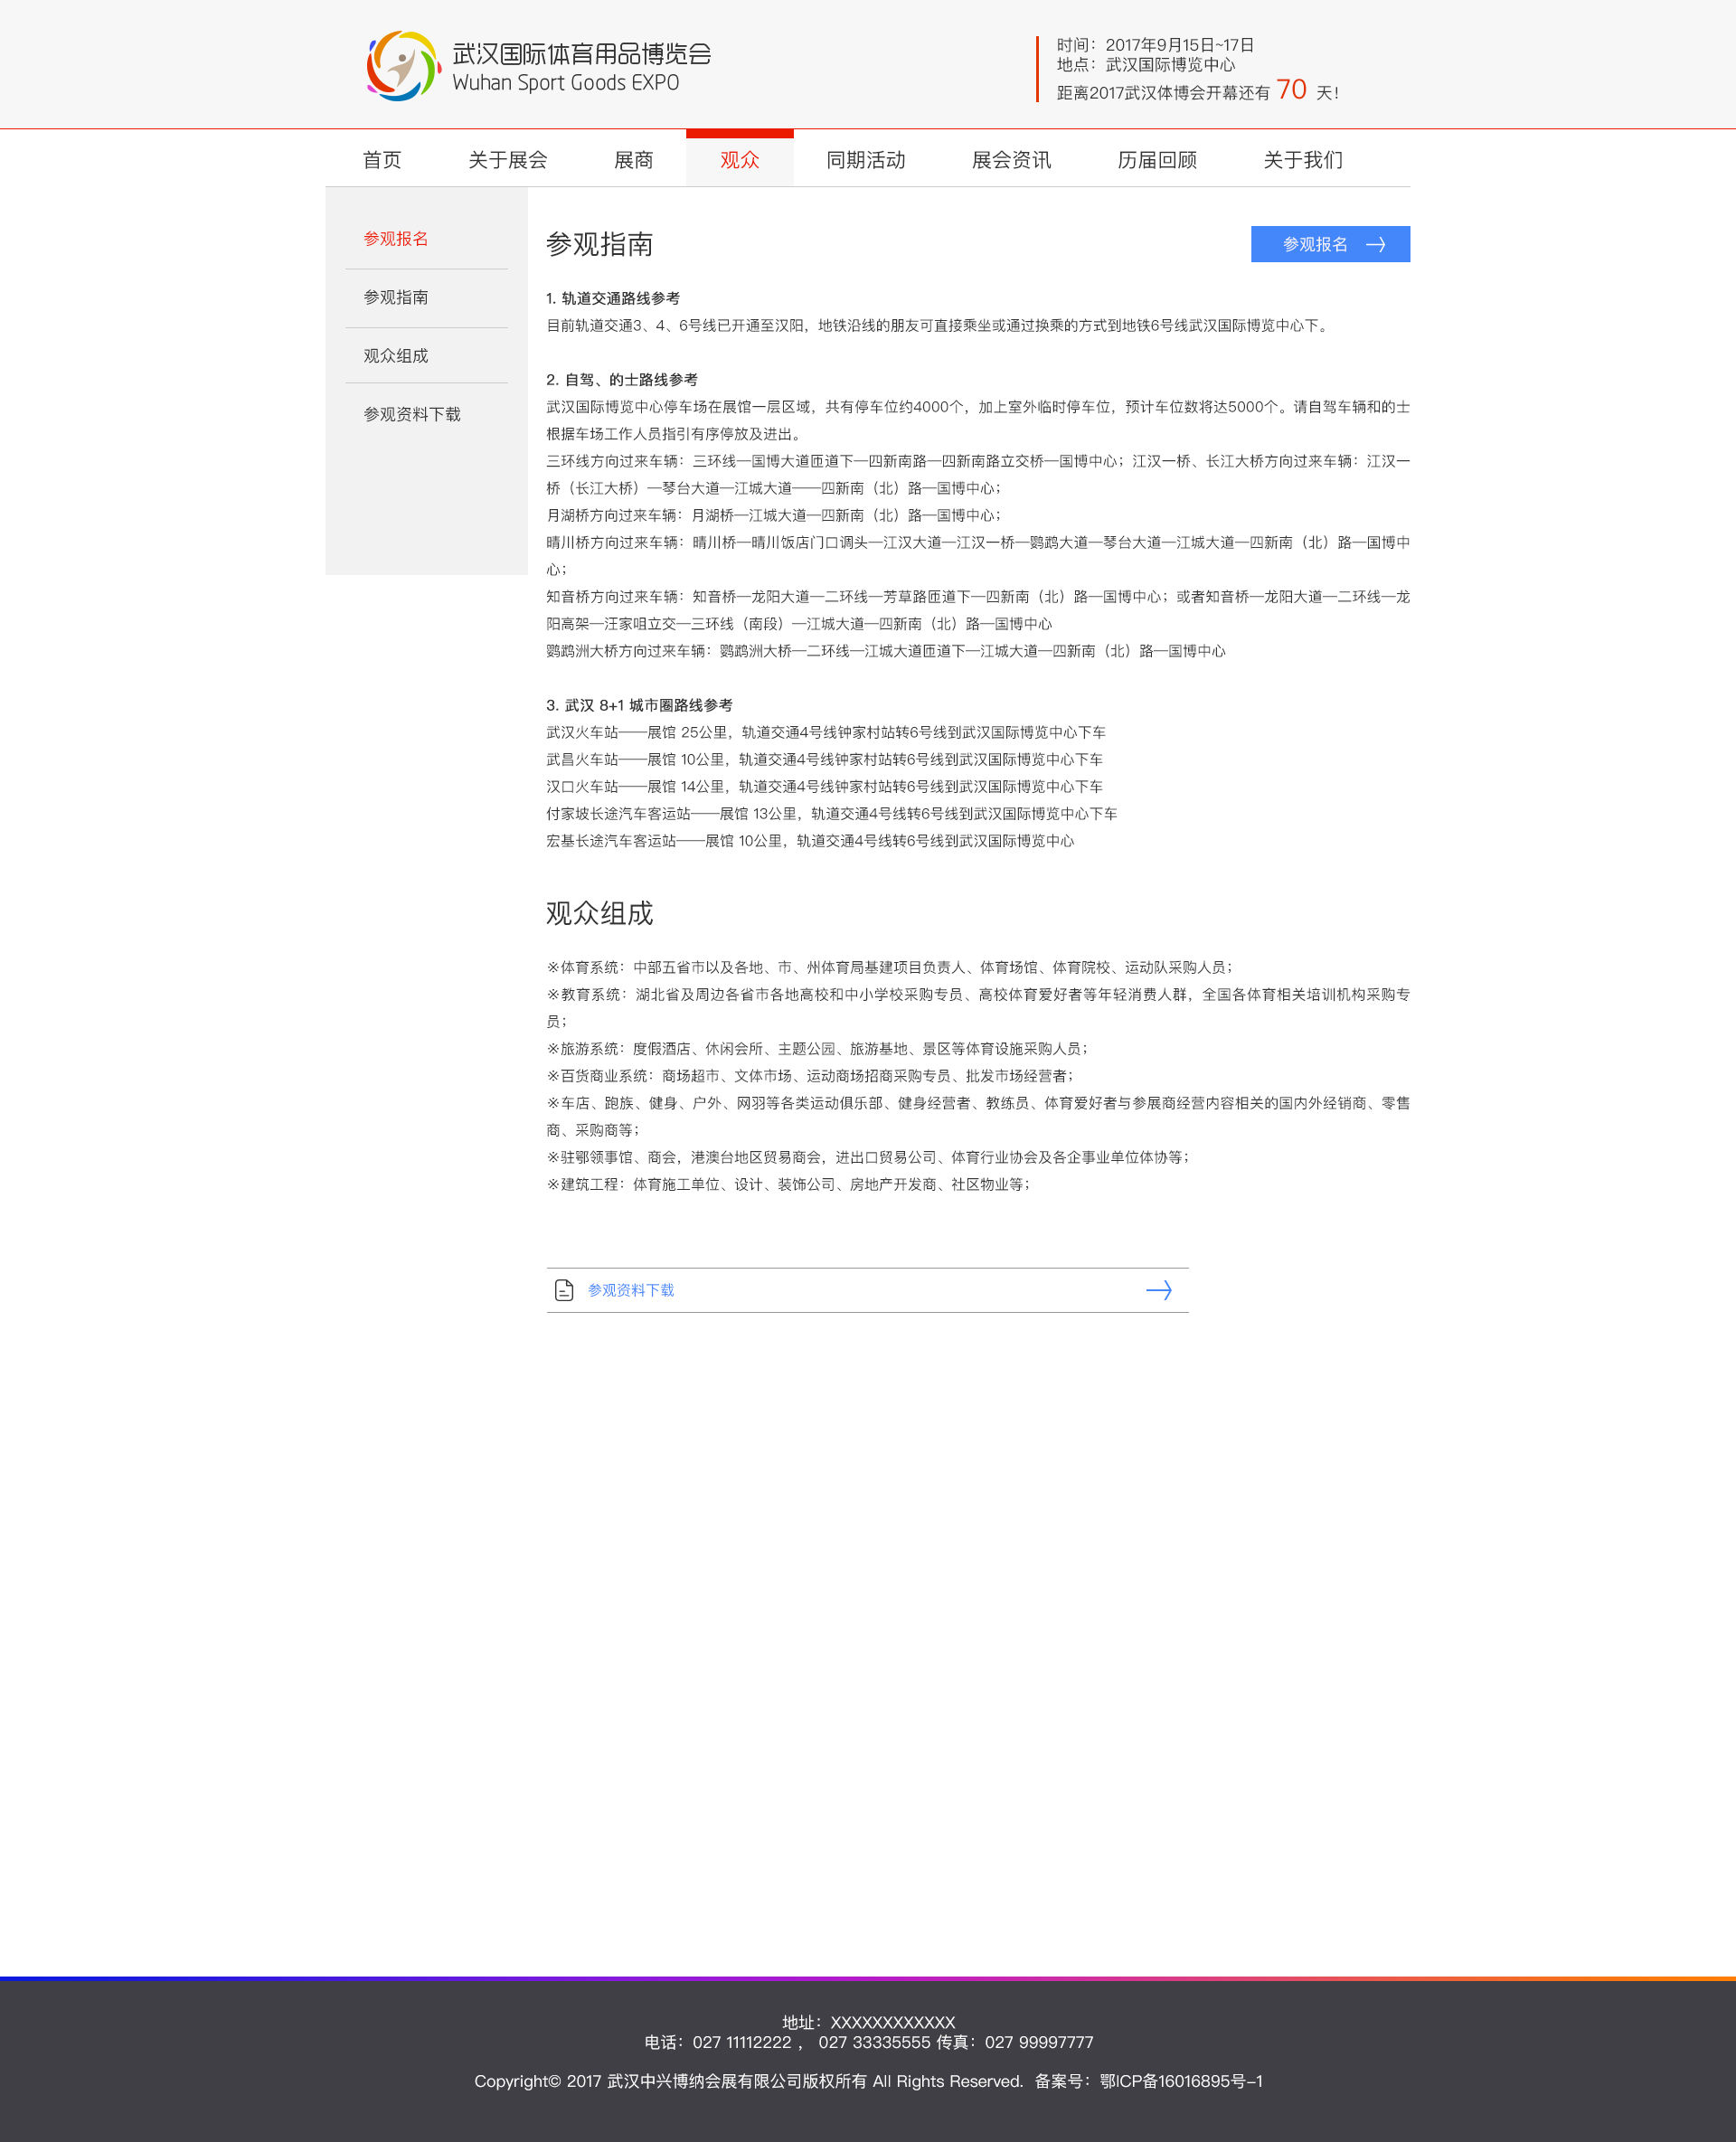 武汉国际体育用品博览会
Wuhan Sport Goods EXPO
时间：2017年9月15日~17日
地点：武汉国际博览中心
距离2017武汉体博会开幕还有 70 天！
首页 关于展会 展商 观众 同期活动 展会资讯 历届回顾 关于我们
参观报名
参观指南
观众组成
参观资料下载
参观指南
参观报名
1. 轨道交通路线参考
目前轨道交通3、4、6号线已开通至汉阳，地铁沿线的朋友可直接乘坐或通过换乘的方式到地铁6号线武汉国际博览中心下。
2. 自驾、的士路线参考
武汉国际博览中心停车场在展馆一层区域，共有停车位约4000个，加上室外临时停车位，预计车位数将达5000个。请自驾车辆和的士
根据车场工作人员指引有序停放及进出。
三环线方向过来车辆：三环线—国博大道匝道下—四新南路—四新南路立交桥—国博中心；江汉一桥、长江大桥方向过来车辆：江汉一
桥（长江大桥）—琴台大道—江城大道——四新南（北）路—国博中心；
月湖桥方向过来车辆：月湖桥—江城大道—四新南（北）路—国博中心；
晴川桥方向过来车辆：晴川桥—晴川饭店门口调头—江汉大道—江汉一桥—鹦鹉大道—琴台大道—江城大道—四新南（北）路—国博中
心；
知音桥方向过来车辆：知音桥—龙阳大道—二环线—芳草路匝道下—四新南（北）路—国博中心；或者知音桥—龙阳大道—二环线—龙
阳高架—汪家咀立交—三环线（南段）—江城大道—四新南（北）路—国博中心
鹦鹉洲大桥方向过来车辆：鹦鹉洲大桥—二环线—江城大道匝道下—江城大道—四新南（北）路—国博中心
3. 武汉 8+1 城市圈路线参考
武汉火车站——展馆 25公里，轨道交通4号线钟家村站转6号线到武汉国际博览中心下车
武昌火车站——展馆 10公里，轨道交通4号线钟家村站转6号线到武汉国际博览中心下车
汉口火车站——展馆 14公里，轨道交通4号线钟家村站转6号线到武汉国际博览中心下车
付家坡长途汽车客运站——展馆 13公里，轨道交通4号线转6号线到武汉国际博览中心下车
宏基长途汽车客运站——展馆 10公里，轨道交通4号线转6号线到武汉国际博览中心
观众组成
※体育系统：中部五省市以及各地、市、州体育局基建项目负责人、体育场馆、体育院校、运动队采购人员；
※教育系统：湖北省及周边各省市各地高校和中小学校采购专员、高校体育爱好者等年轻消费人群，全国各体育相关培训机构采购专
员；
※旅游系统：度假酒店、休闲会所、主题公园、旅游基地、景区等体育设施采购人员；
※百货商业系统：商场超市、文体市场、运动商场招商采购专员、批发市场经营者；
※车店、跑族、健身、户外、网羽等各类运动俱乐部、健身经营者、教练员、体育爱好者与参展商经营内容相关的国内外经销商、零售
商、采购商等；
※驻鄂领事馆、商会，港澳台地区贸易商会，进出口贸易公司、体育行业协会及各企事业单位体协等；
※建筑工程：体育施工单位、设计、装饰公司、房地产开发商、社区物业等；
参观资料下载
地址：XXXXXXXXXXXX
电话：027 11112222 ， 027 33335555 传真：027 99997777
Copyright© 2017 武汉中兴博纳会展有限公司版权所有 All Rights Reserved. 备案号：鄂ICP备16016895号-1